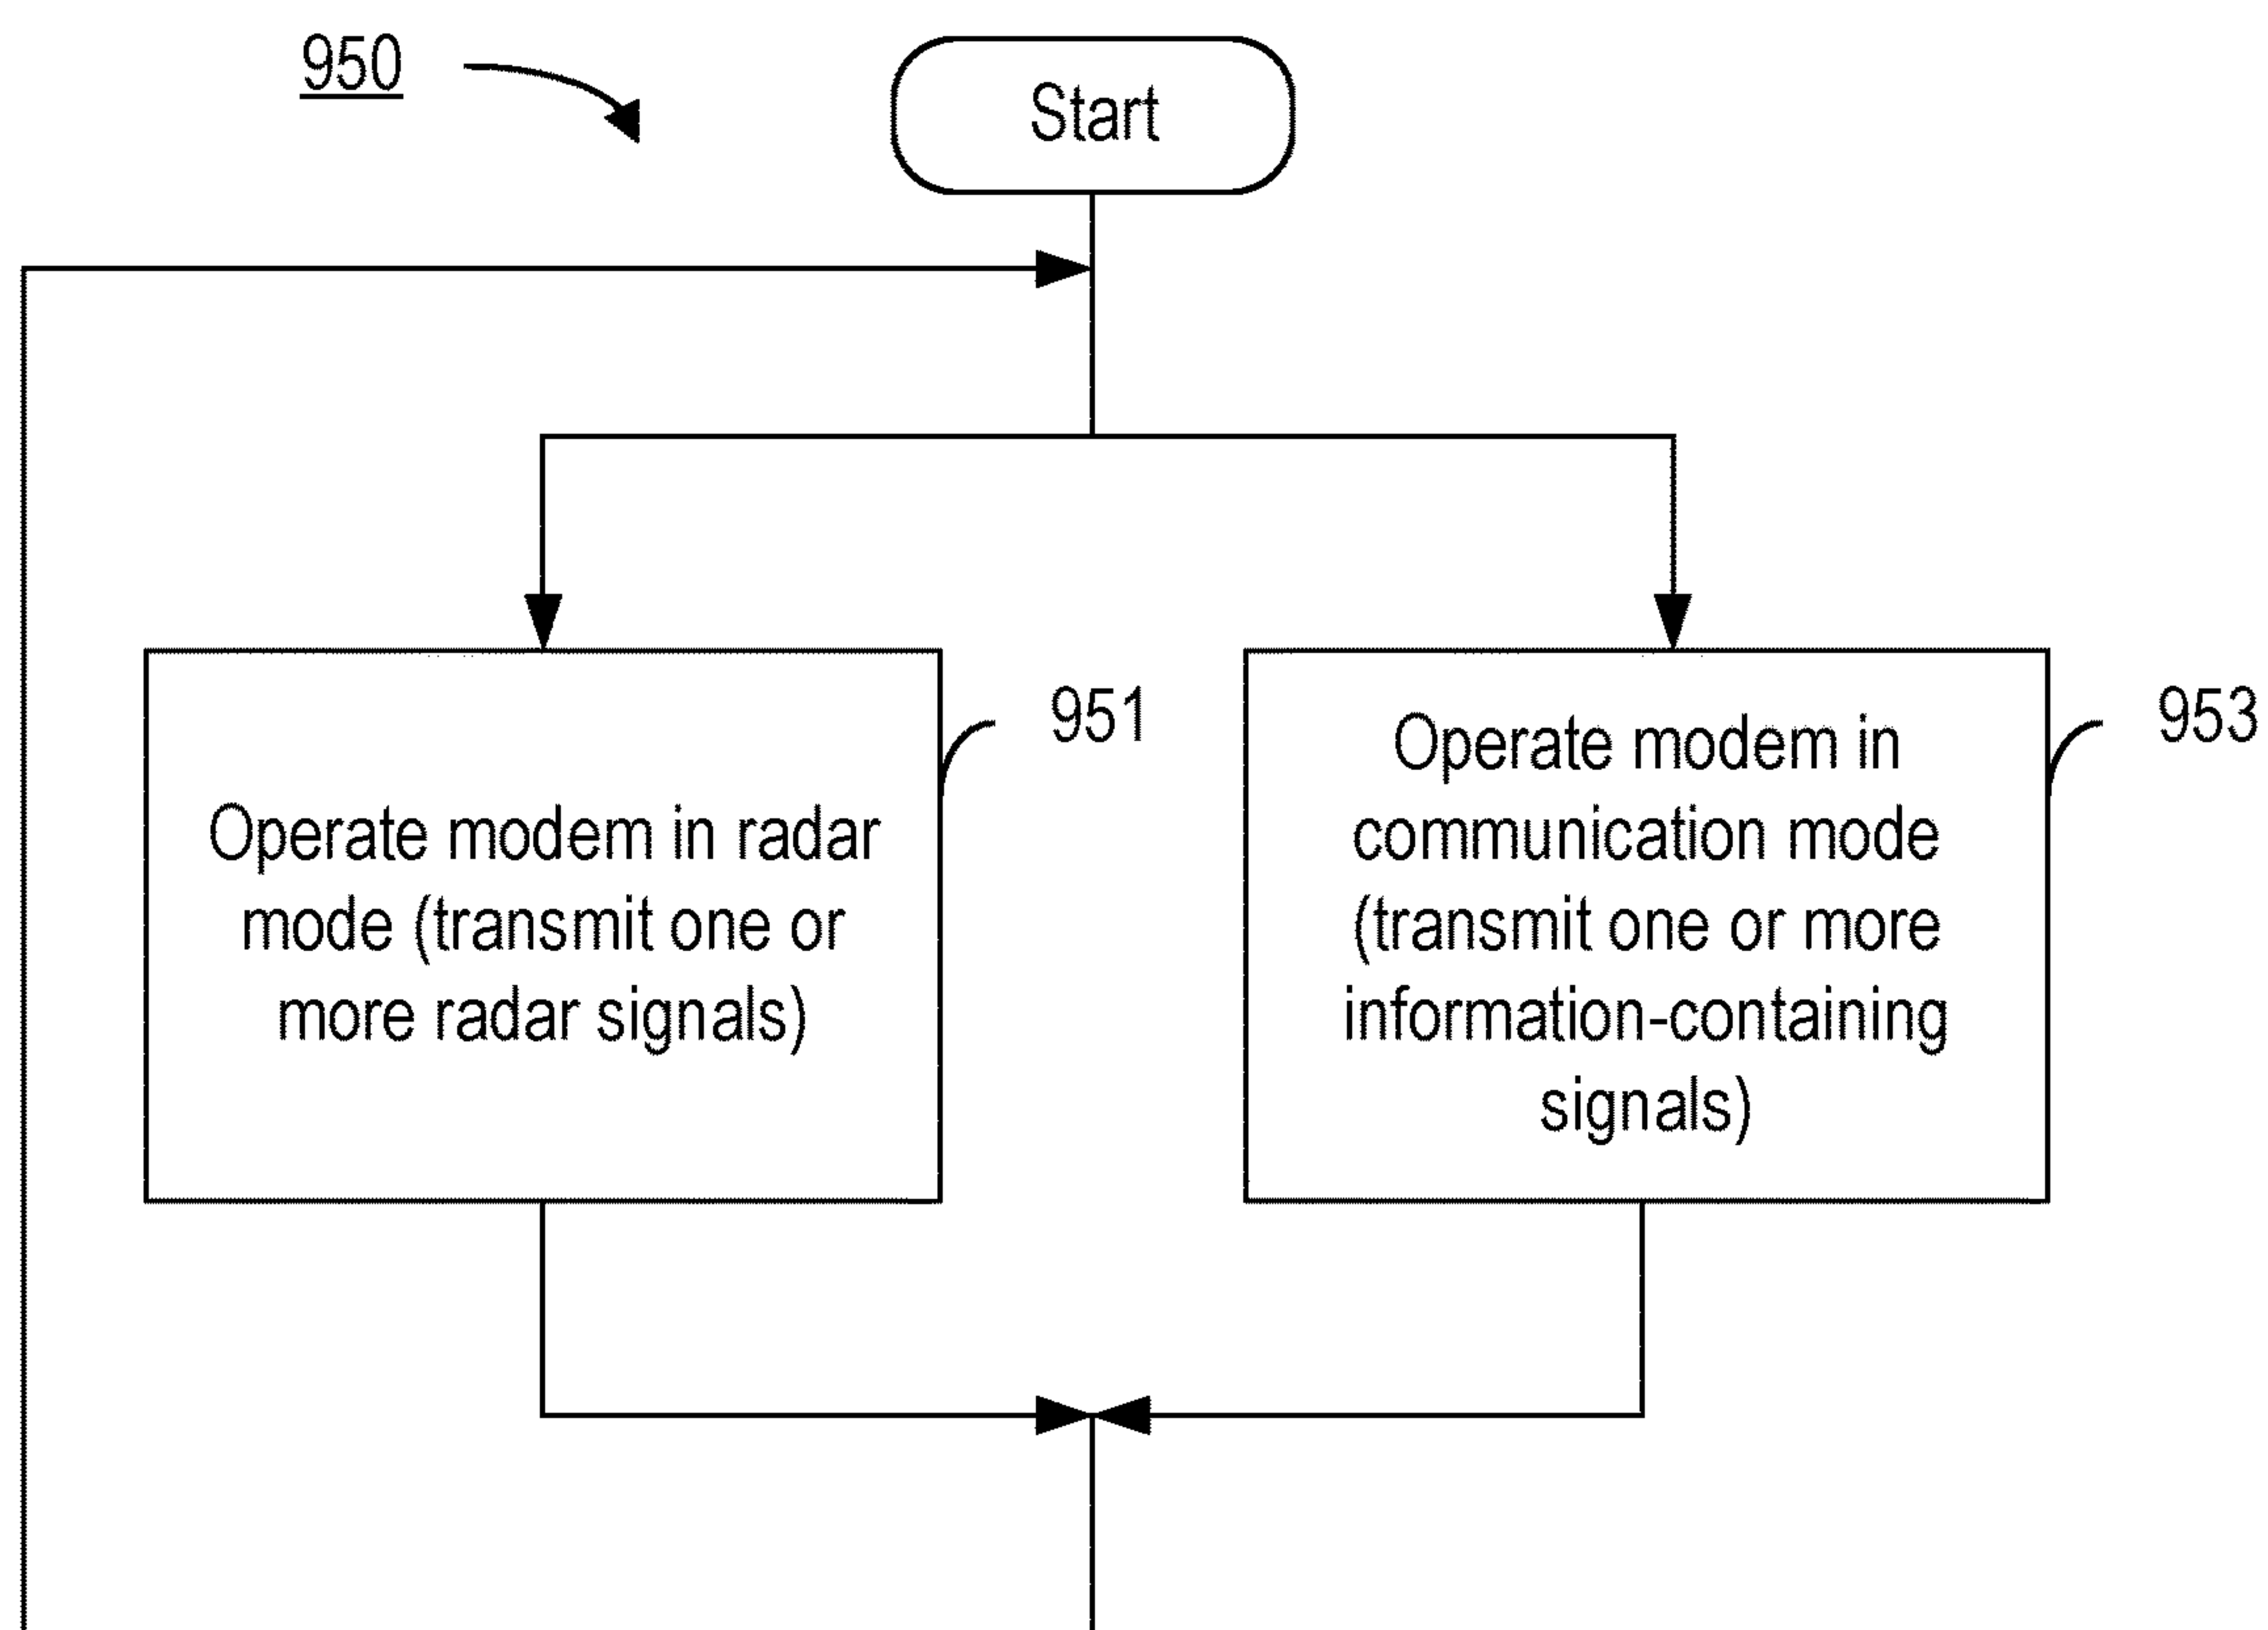 950
Start
951
Operate modem in radar
mode (transmit one or
more radar signals)
953
Operate modem in
communication mode
(transmit one or more
information-containing
signals)